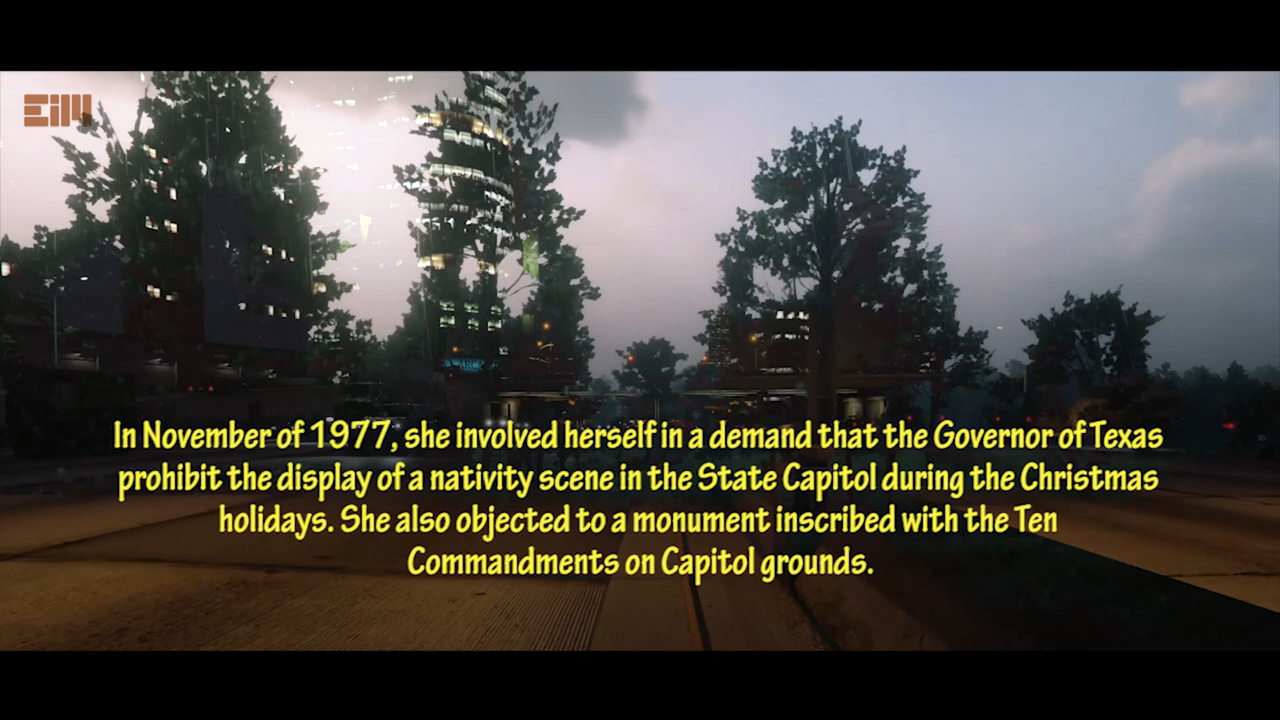 In November of 1977, she involved herself in a demand that the Governor of Texas
prohibit the display of a nativity scene in the State Capitol during the Christmas
holidays. She also objected to a monument inscribed with the Ten
Commandments on Capitol grounds.